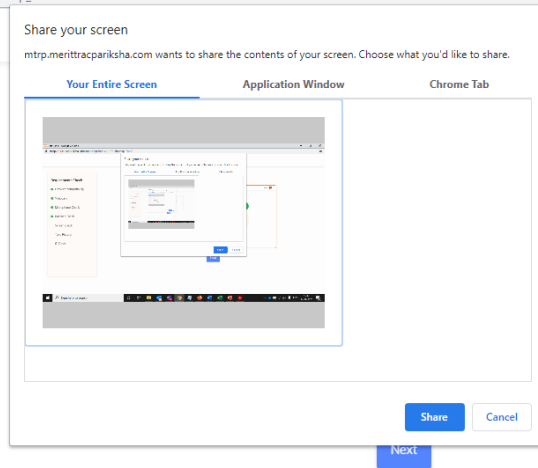 Share your screen
mtrp.merittracpariksha.com wants to share the contents of your screen. Choose what you'd like to share.
Your Entire Screen
Application Window
Chrome Tab
Share
Cancel
Next